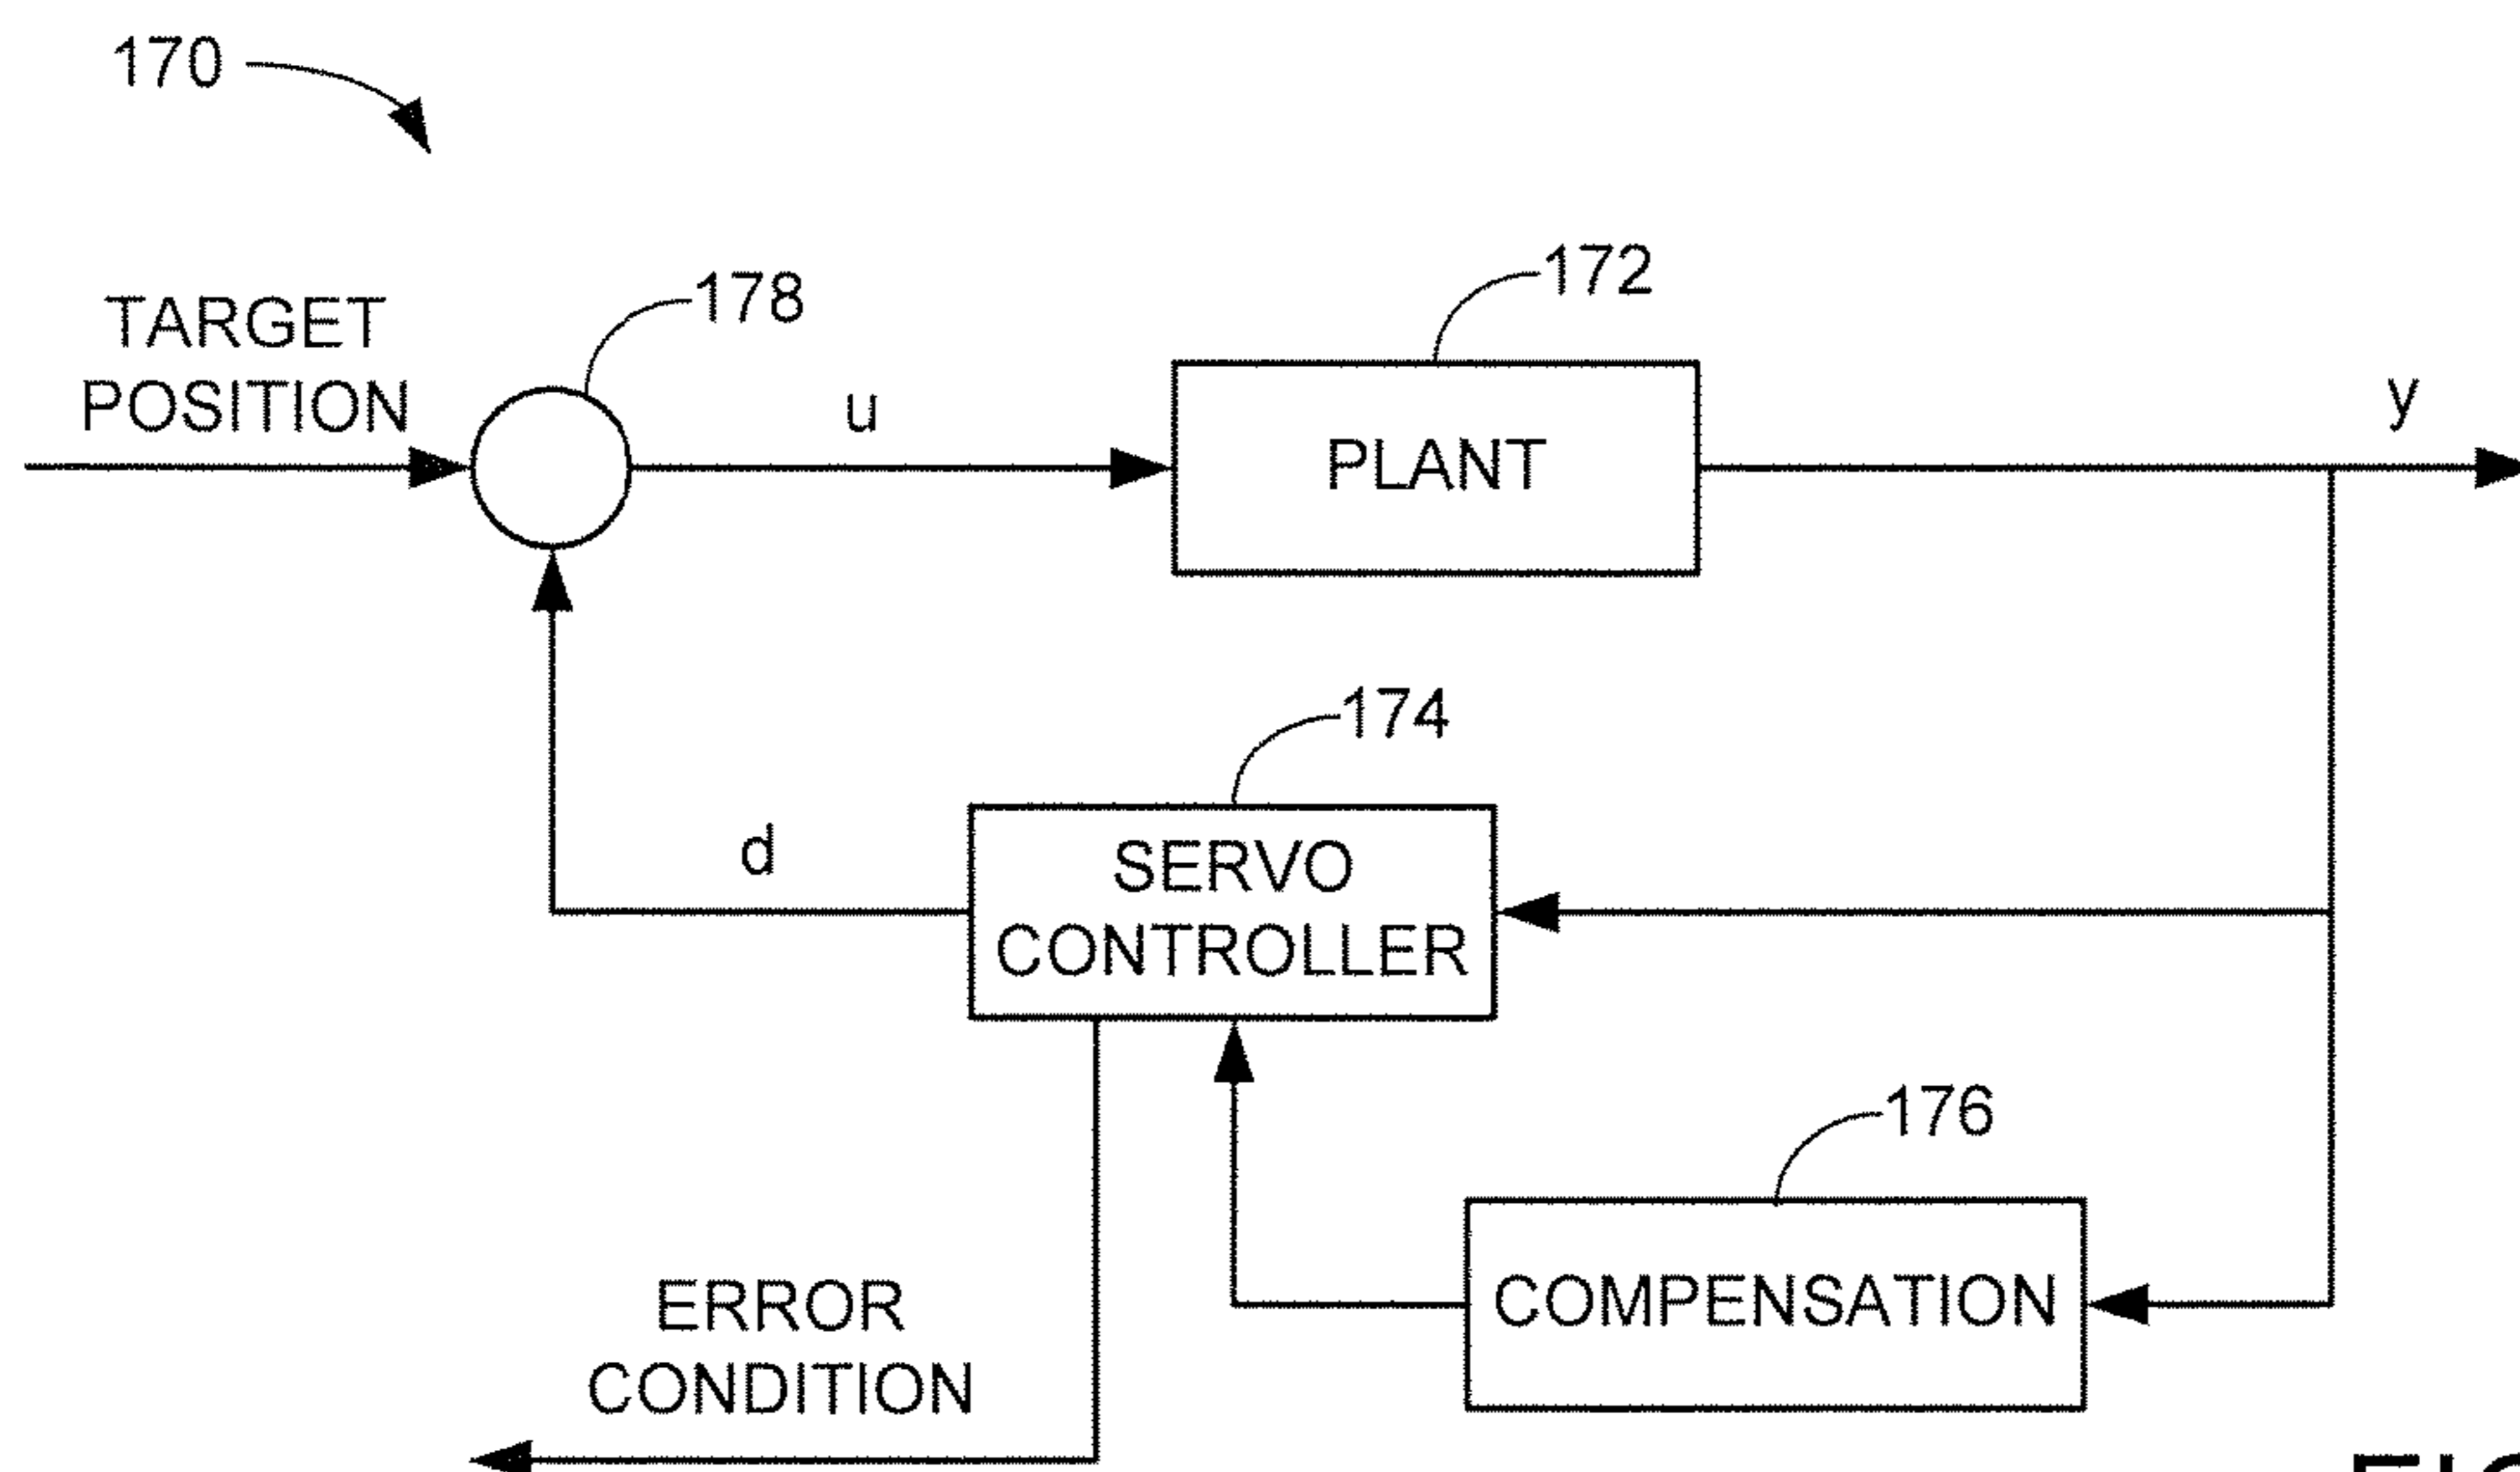 170
178
172
TARGET
POSITION
u
PLANT
y
174
d
SERVO
CONTROLLER
176
COMPENSATION
ERROR
CONDITION